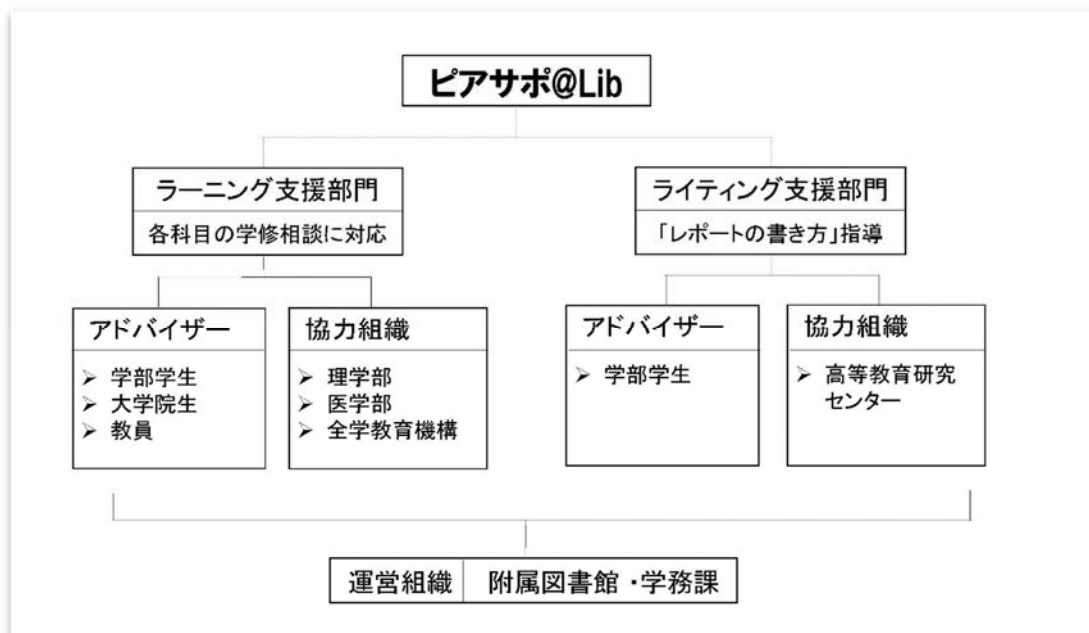 ピアサポ@Lib
ラーニング支援部門
各科目の学修相談に対応
アドバイザー
➢ 学部学生
➢ 大学院生
➢ 教員
協力組織
➢ 理学部
➢ 医学部
➢ 全学教育機構
ライティング支援部門
「レポートの書き方」指導
アドバイザー
➢ 学部学生
協力組織
➢ 高等教育研究
センター
運営組織 附属図書館・学務課